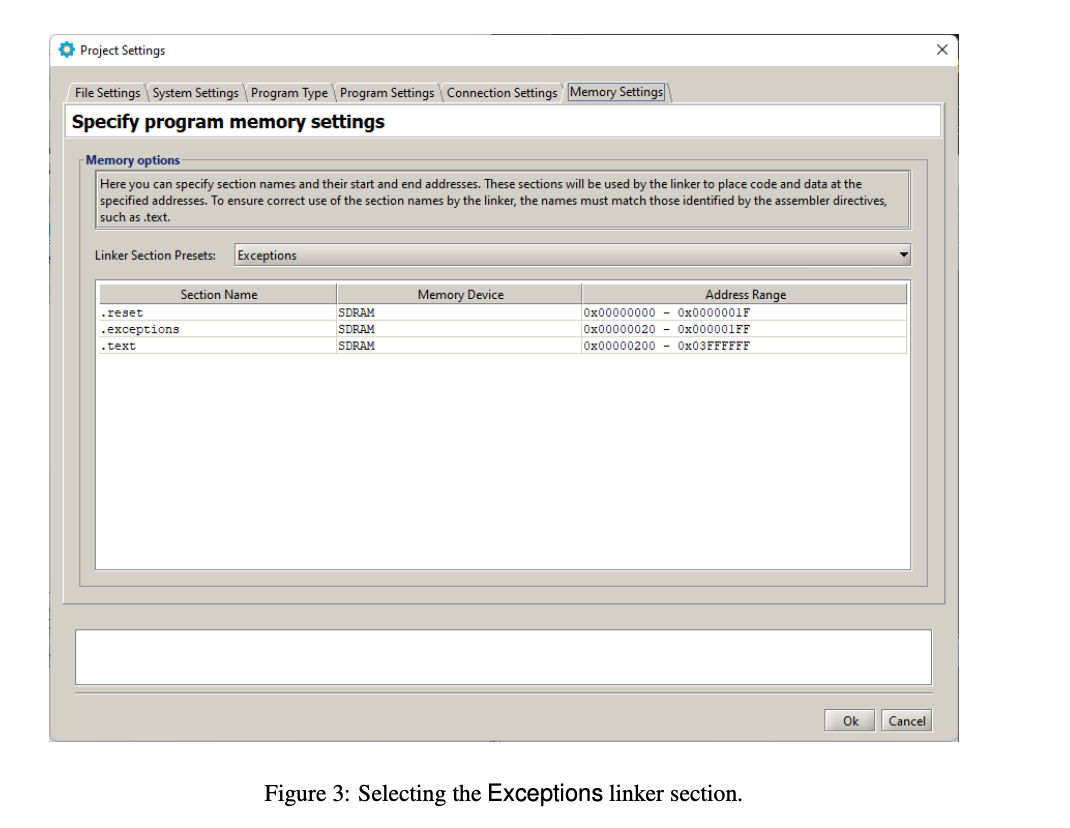 Project Settings
File Settings System Settings Program Type Program Settings Connection Settings Memory Settings
Specify program memory settings
Memory options
Here you can specify section names and their start and end addresses. These sections will be used by the linker to place code and data at the
specified addresses. To ensure correct use of the section names by the linker, the names must match those identified by the assembler directives,
such as .text.
Linker Section Presets: Exceptions
Section Name Memory Device Address Range
.reset SDRAM 0x00000000 - 0x0000001F
.exceptions SDRAM 0x00000020 - 0x000001FF
.text SDRAM 0x00000200 - 0x03FFFFFF
Ok Cancel
Figure 3: Selecting the Exceptions linker section.